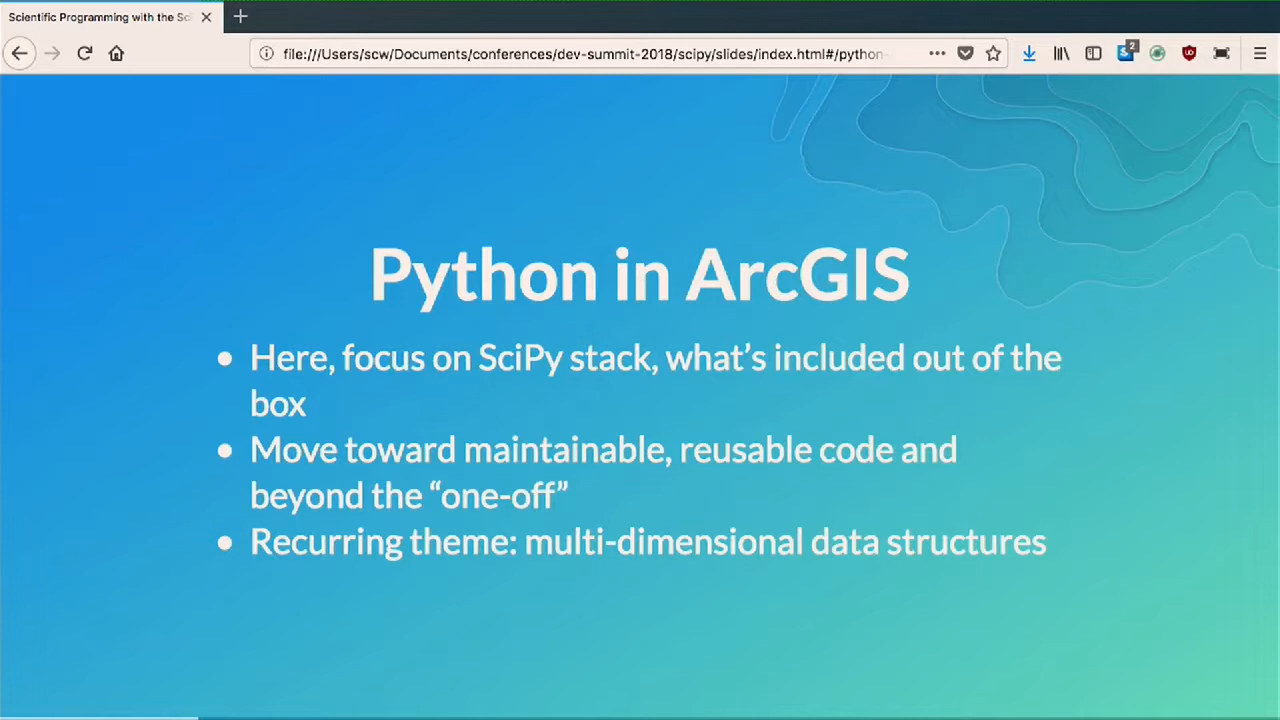 Scientific Programming with the Sci
file:///Users/scw/Documents/conferences/dev-summit-2018/scipy/slides/index.html#/python-
2
Python in ArcGIS
• Here, focus on SciPy stack, what's included out of the
box
• Move toward maintainable, reusable code and
beyond the “one-off”
• Recurring theme: multi-dimensional data structures